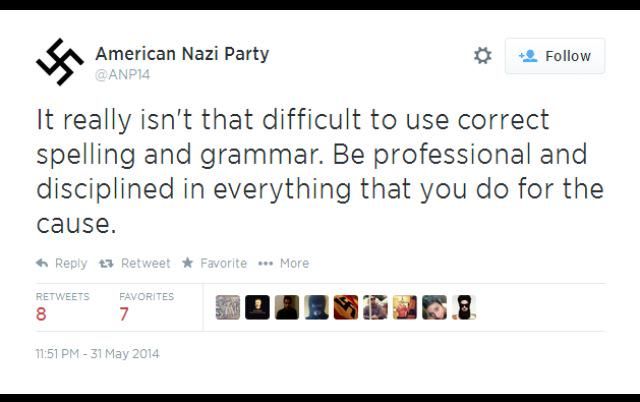 American Nazi Party
@ANP14
Follow
It really isn't that difficult to use correct
spelling and grammar. Be professional and
disciplined in everything that you do for the
cause.
Reply Retweet Favorite More
RETWEETS FAVORITES
8 7
11:51 PM - 31 May 2014